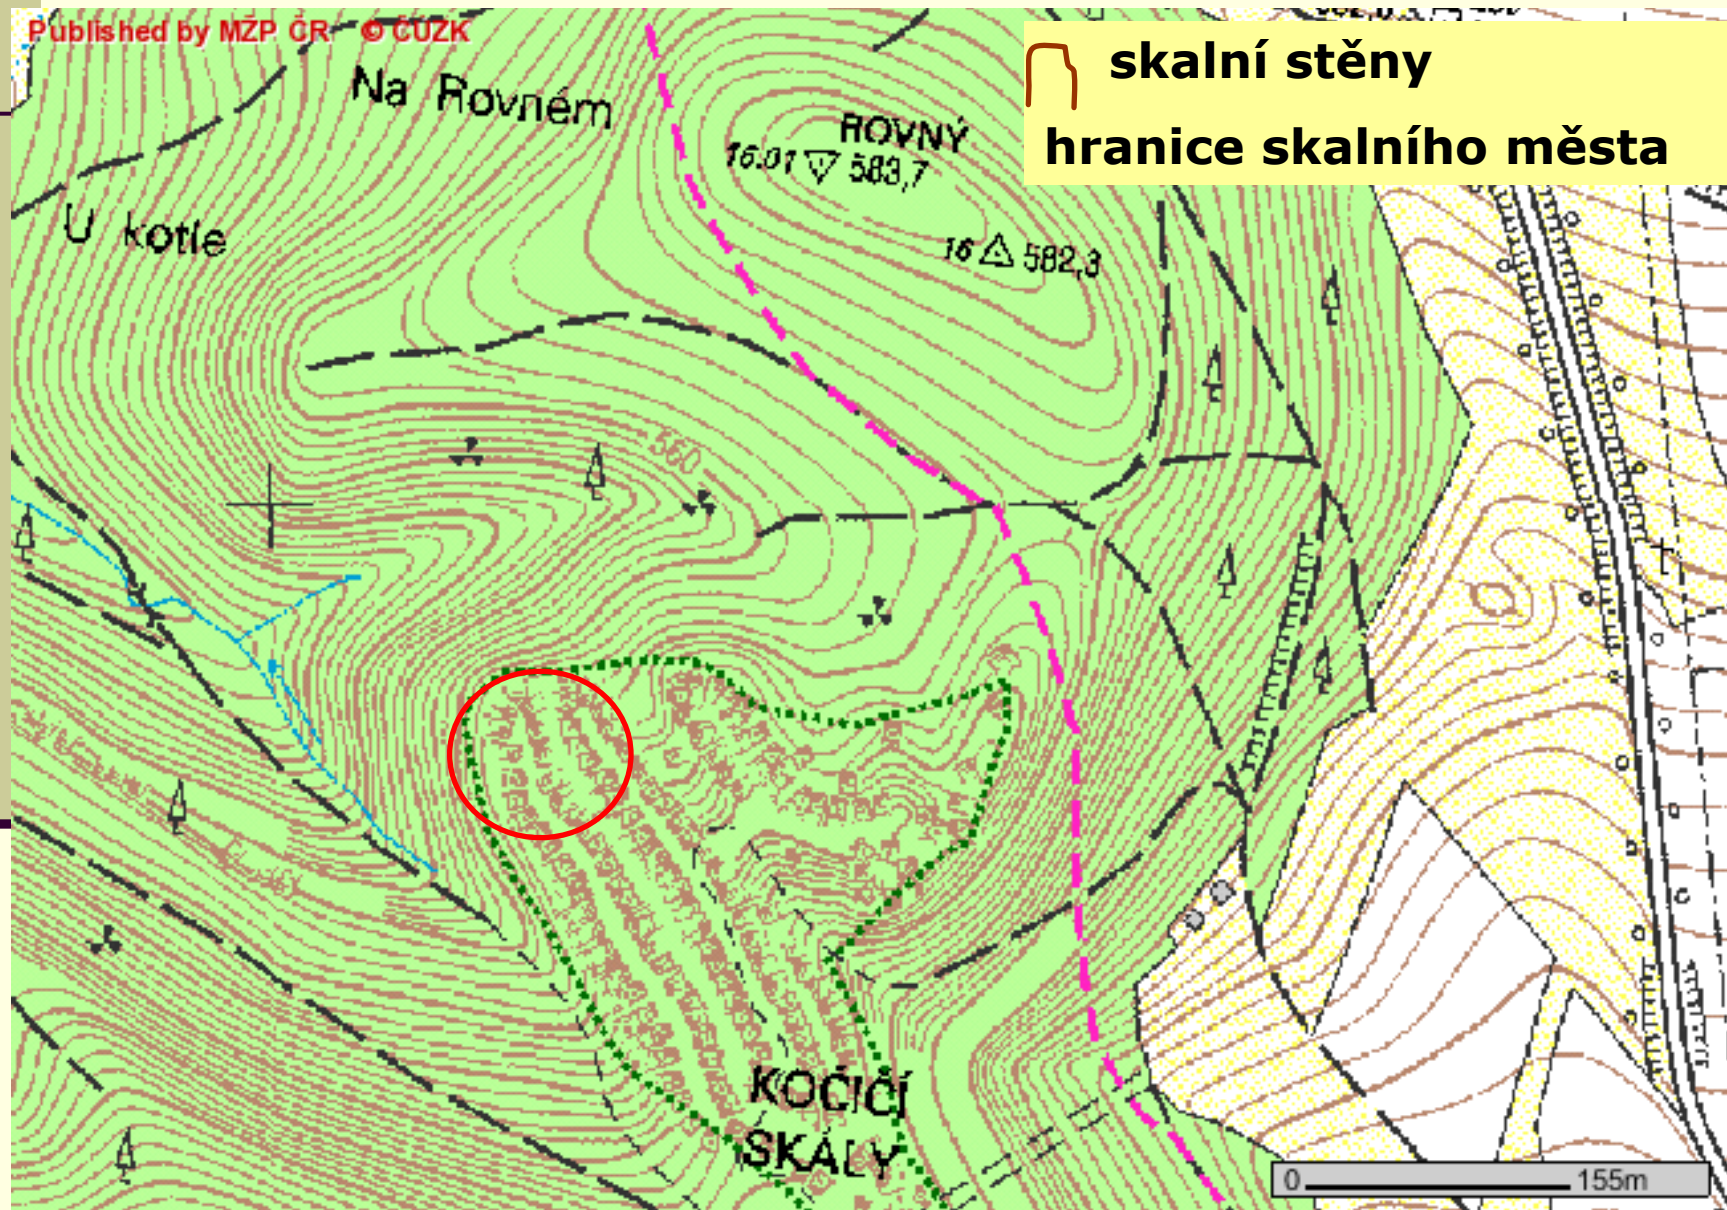 Published by MŽP ČR © ČÚZK
skalní stěny
hranice skalního města
Na Rovném
ROVNÝ
16.01 583,7
U kotle
16 582,3
560
KOČIČÍ
SKÁLY
0 155m